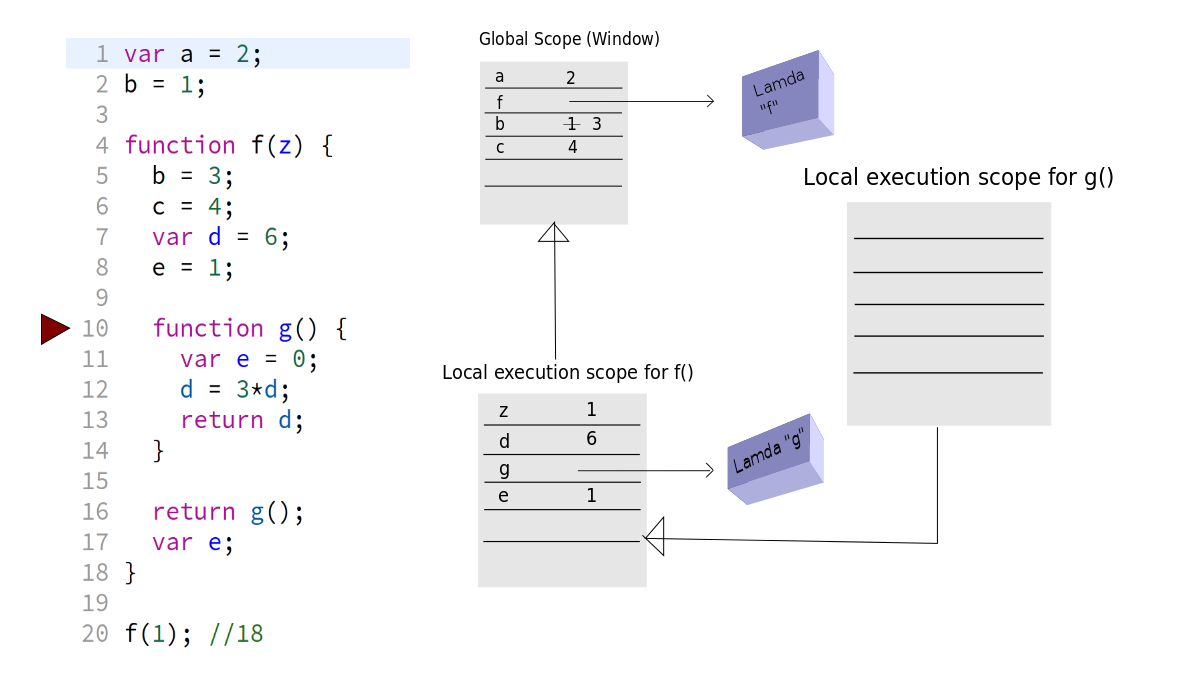 1 var a = 2;
2 b = 1;
3
4 function f(z) {
5   b = 3;
6   c = 4;
7   var d = 6;
8   e = 1;
9
10   function g() {
11     var e = 0;
12     d = 3*d;
13     return d;
14   }
15
16   return g();
17   var e;
18 }
19
20 f(1); //18
Global Scope (Window)
a 2
f
b 1 3
c 4
Lamda
"f"
Local execution scope for g()
Local execution scope for f()
z 1
d 6
g
e 1
Lamda "g"